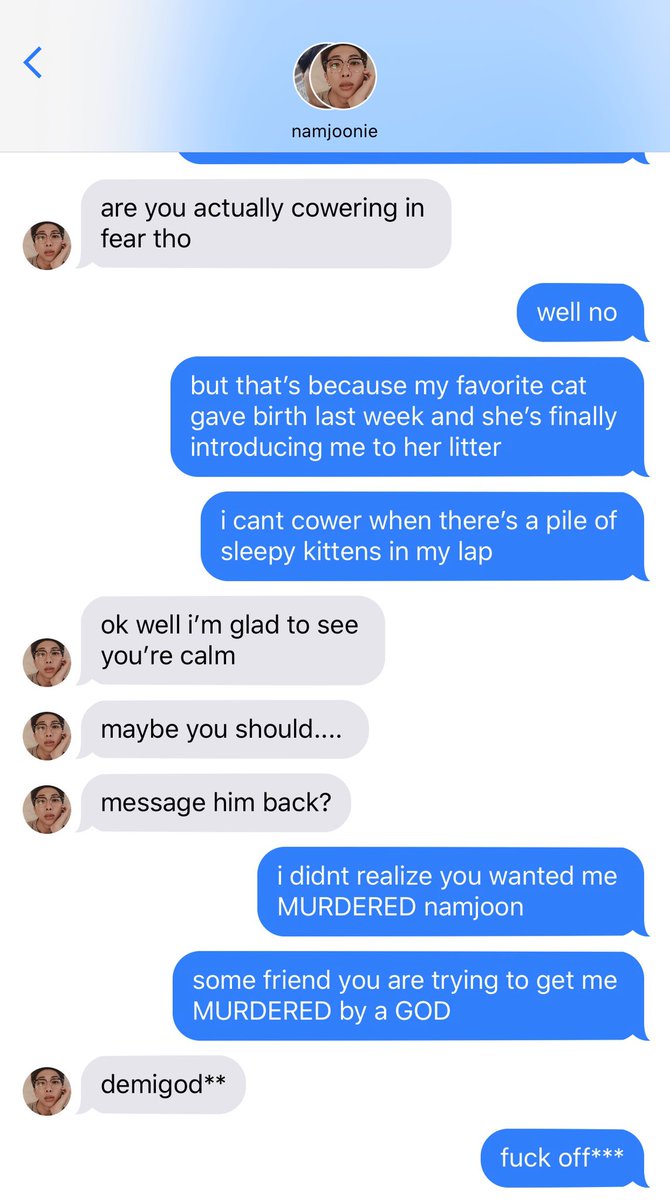 namjoonie
are you actually cowering in
fear tho
well no
but that’s because my favorite cat
gave birth last week and she’s finally
introducing me to her litter
i cant cower when there’s a pile of
sleepy kittens in my lap
ok well i’m glad to see
you’re calm
maybe you should....
message him back?
i didnt realize you wanted me
MURDERED namjoon
some friend you are trying to get me
MURDERED by a GOD
demigod**
fuck off***